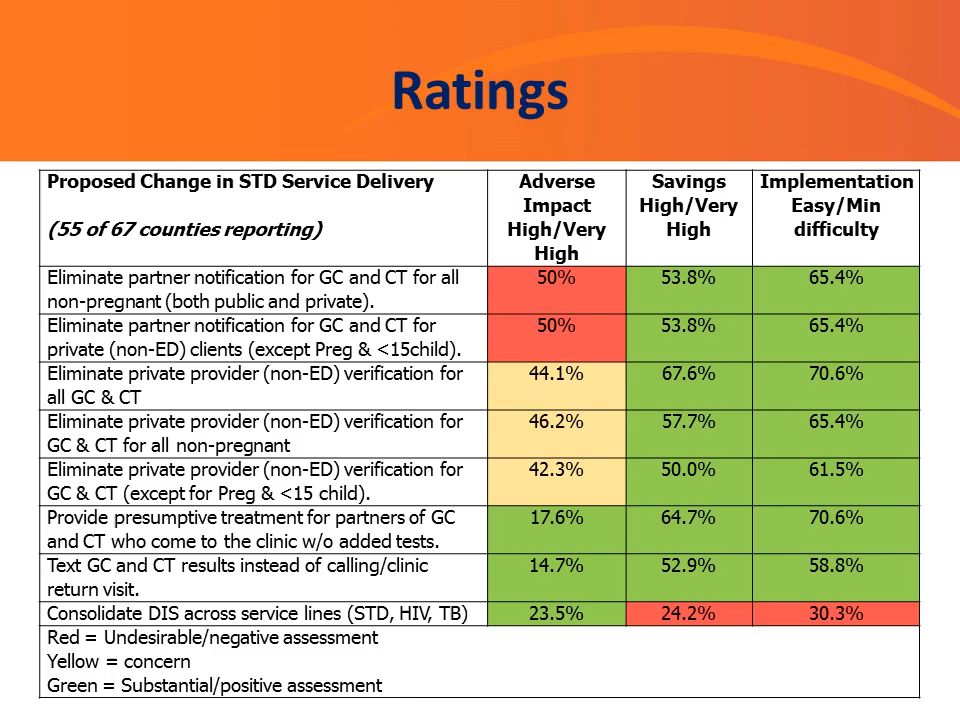 Ratings
Proposed Change in STD Service Delivery
(55 of 67 counties reporting)
Adverse
Impact
High/Very
High
Savings
High/Very
High
Implementation
Easy/Min
difficulty
Eliminate partner notification for GC and CT for all
non-pregnant (both public and private).
50%
53.8%
65.4%
Eliminate partner notification for GC and CT for
private (non-ED) clients (except Preg & <15child).
50%
53.8%
65.4%
Eliminate private provider (non-ED) verification for
all GC & CT
44.1%
67.6%
70.6%
Eliminate private provider (non-ED) verification for
GC & CT for all non-pregnant
46.2%
57.7%
65.4%
Eliminate private provider (non-ED) verification for
GC & CT (except for Preg & <15 child).
42.3%
50.0%
61.5%
Provide presumptive treatment for partners of GC
and CT who come to the clinic w/o added tests.
17.6%
64.7%
70.6%
Text GC and CT results instead of calling/clinic
return visit.
14.7%
52.9%
58.8%
Consolidate DIS across service lines (STD, HIV, TB)
23.5%
24.2%
30.3%
Red = Undesirable/negative assessment
Yellow = concern
Green = Substantial/positive assessment